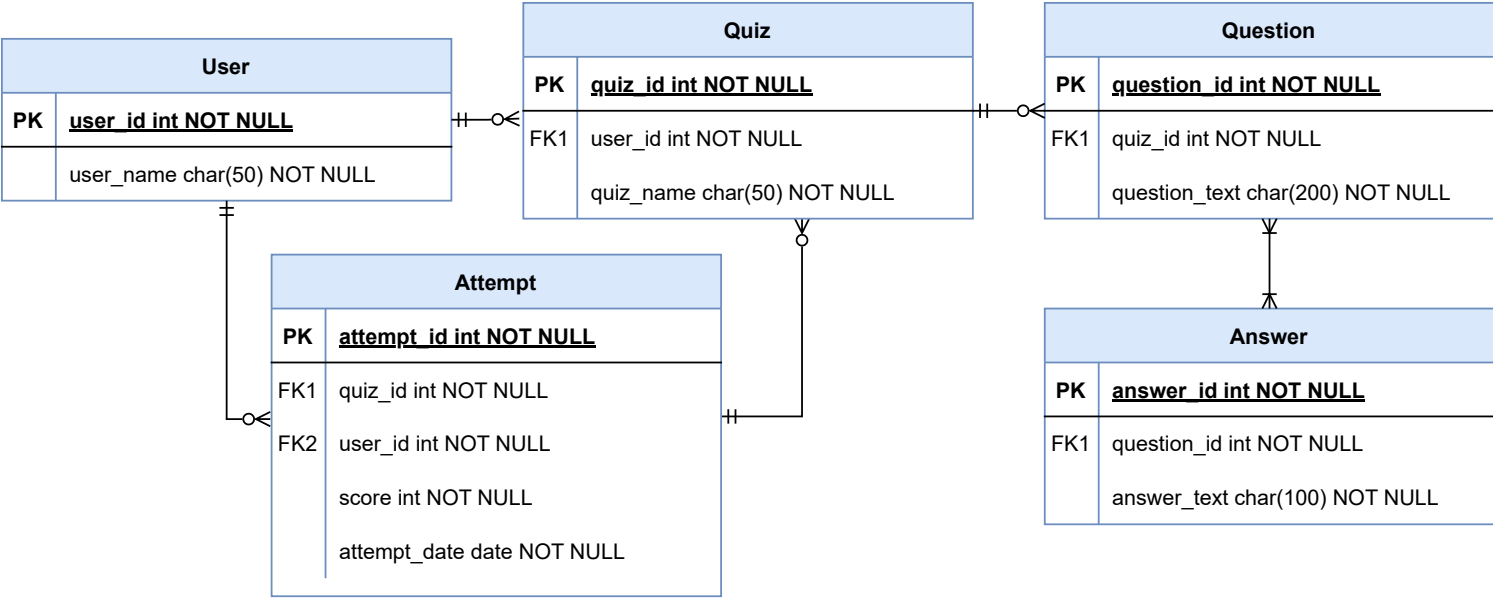 User
PK user_id int NOT NULL
user_name char(50) NOT NULL
Quiz
PK quiz_id int NOT NULL
FK1 user_id int NOT NULL
quiz_name char(50) NOT NULL
Question
PK question_id int NOT NULL
FK1 quiz_id int NOT NULL
question_text char(200) NOT NULL
Attempt
PK attempt_id int NOT NULL
FK1 quiz_id int NOT NULL
FK2 user_id int NOT NULL
score int NOT NULL
attempt_date date NOT NULL
Answer
PK answer_id int NOT NULL
FK1 question_id int NOT NULL
answer_text char(100) NOT NULL